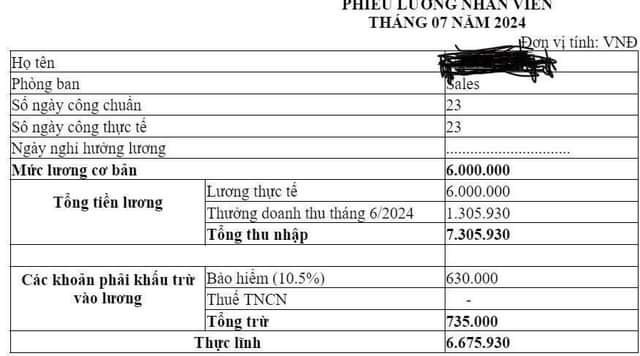 PHIẾU LƯƠNG NHÂN VIÊN
THÁNG 07 NĂM 2024
Đơn vị tính: VNĐ
Họ tên
Phòng ban Sales
Số ngày công chuẩn 23
Số ngày công thực tế 23
Ngày nghỉ hưởng lương ...............................
Mức lương cơ bản 6.000.000
Tổng tiền lương Lương thực tế 6.000.000
Thưởng doanh thu tháng 6/2024 1.305.930
Tổng thu nhập 7.305.930
Các khoản phải khấu trừ vào lương Bảo hiểm (10.5%) 630.000
Thuế TNCN -
Tổng trừ 735.000
Thực lĩnh 6.675.930